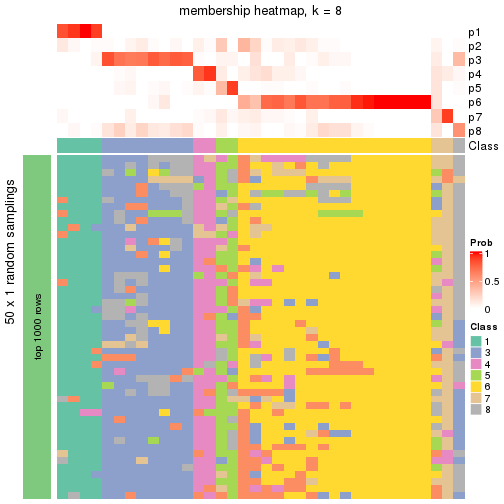 membership heatmap, k = 8
p1
p2
p3
p4
p5
p6
p7
p8
Class
50 x 1 random samplings
top 1000 rows
Prob
1
0.5
0
Class
1
3
4
5
6
7
8